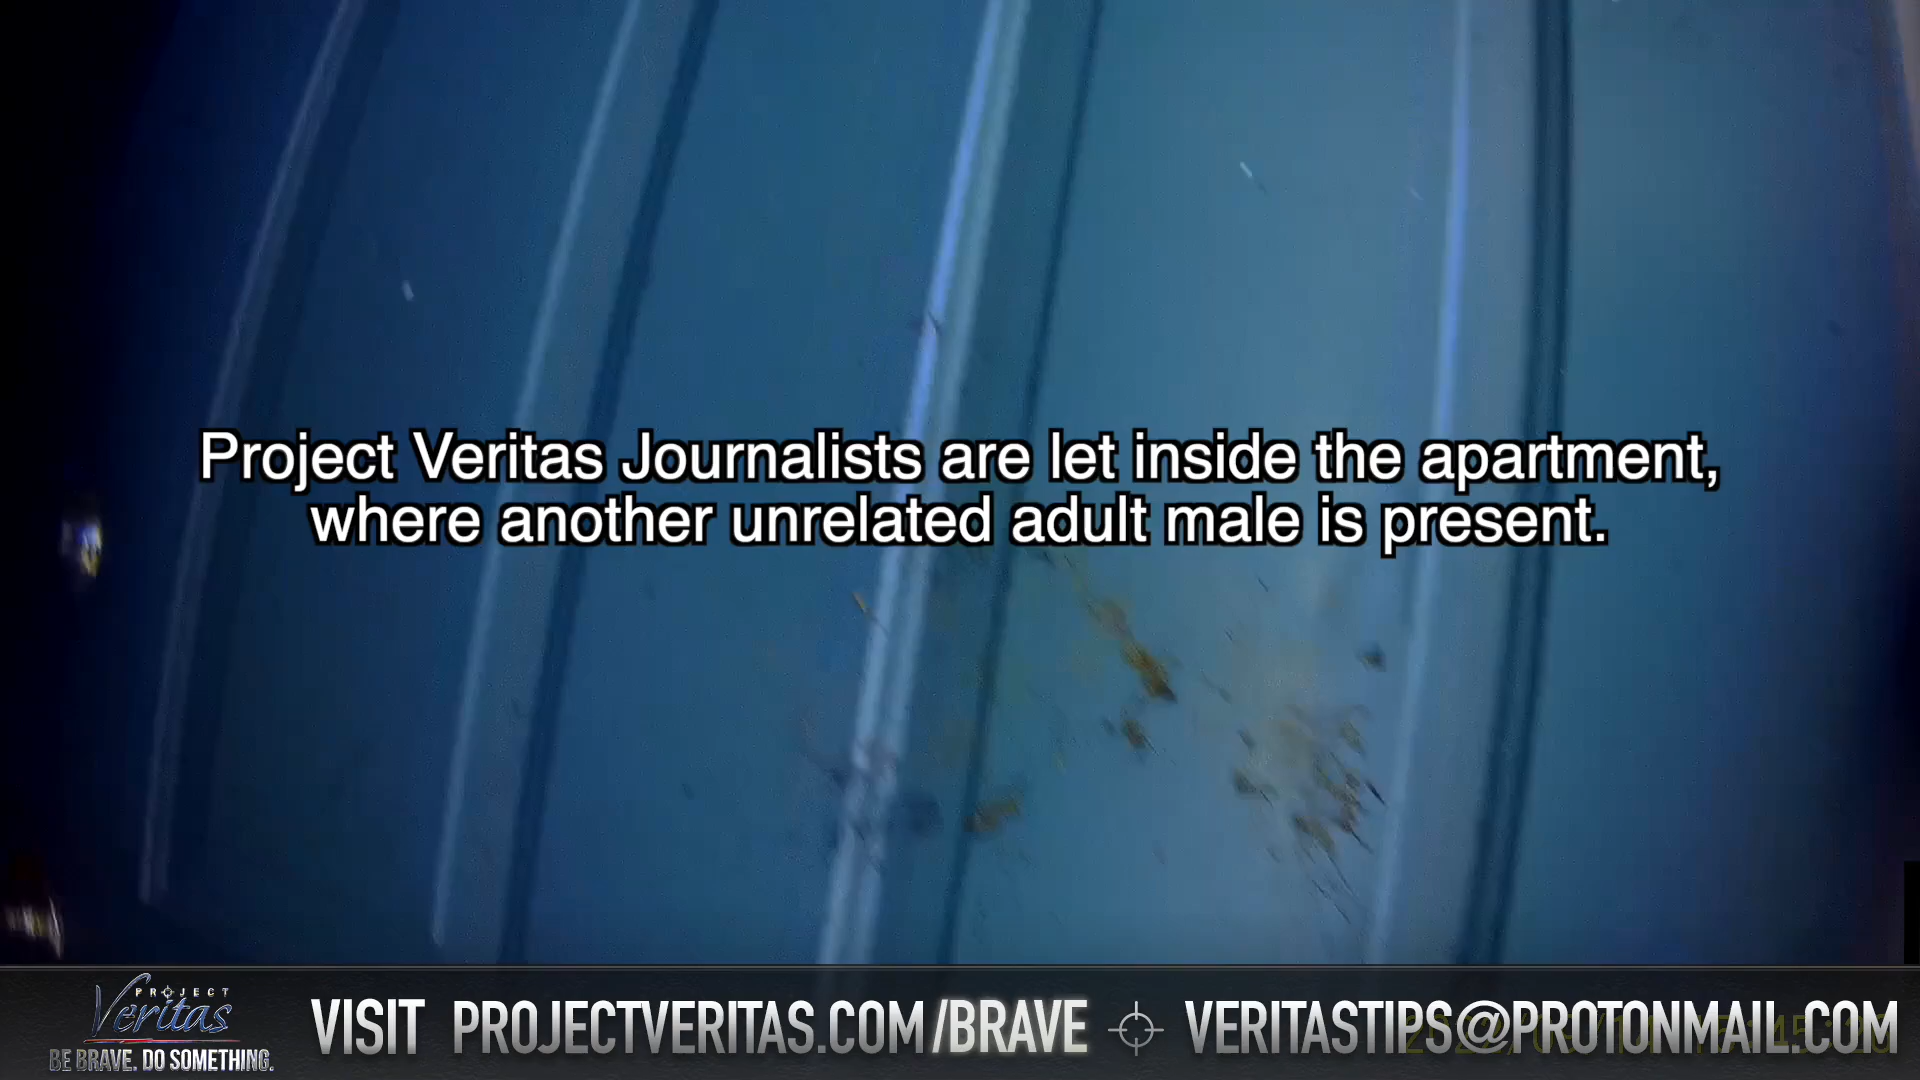 Project Veritas Journalists are let inside the apartment,
where another unrelated adult male is present.
PROJECT
Veritas
BE BRAVE. DO SOMETHING.
VISIT PROJECTVERITAS.COM/BRAVE
VERITASTIPS@PROTONMAIL.COM